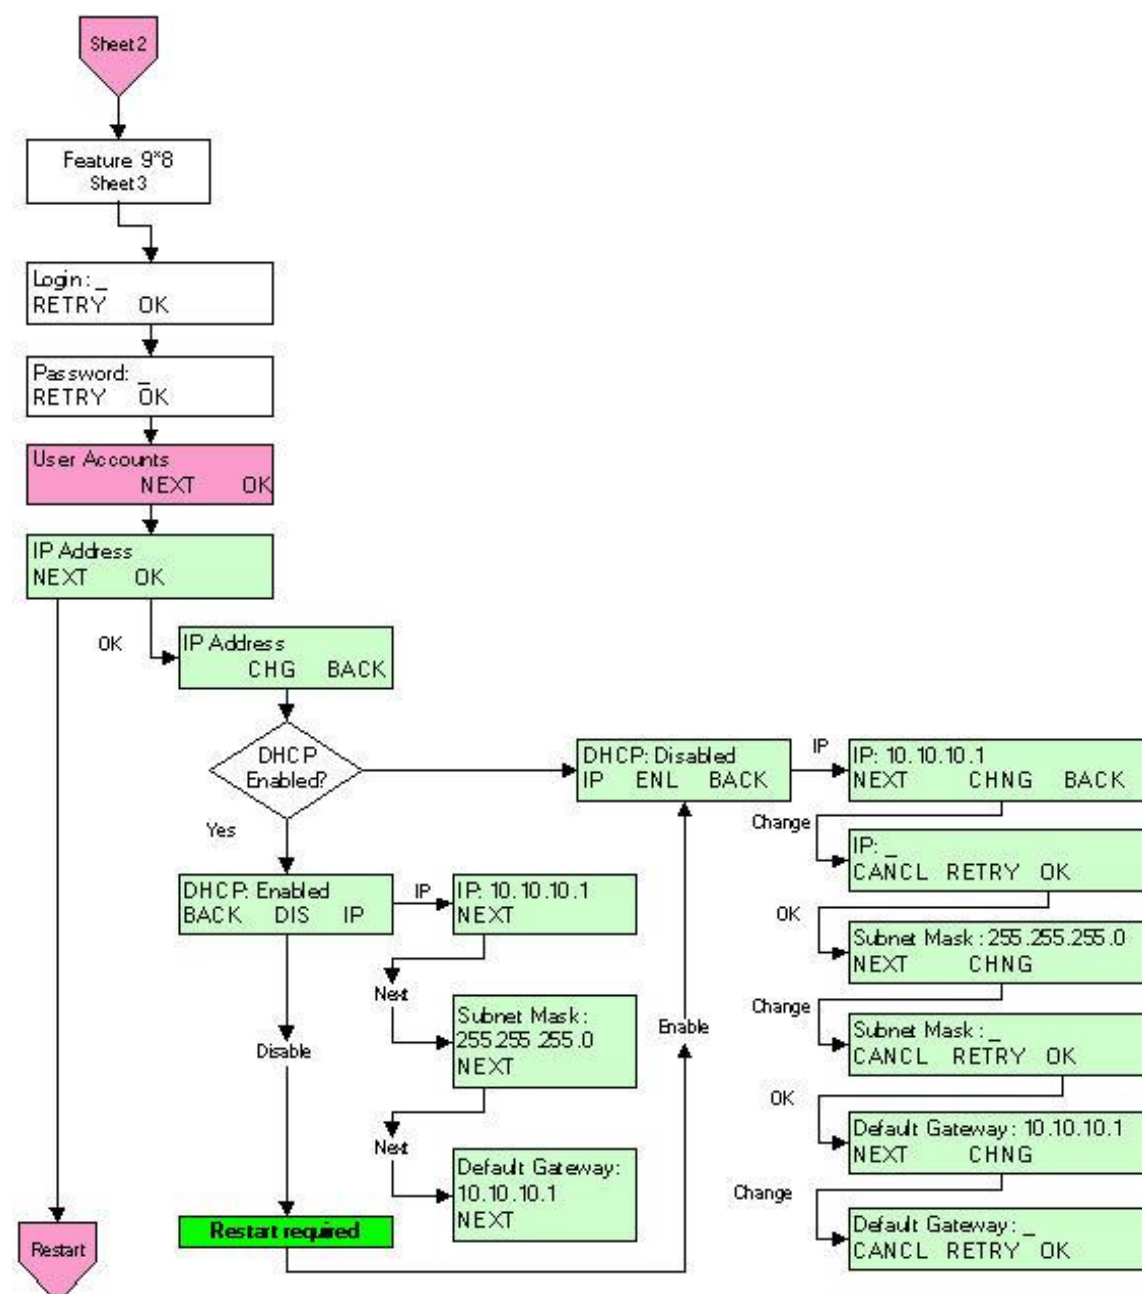 Sheet 2
Feature 9*8
Sheet 3
Login: _
RETRY OK
Password: _
RETRY OK
User Accounts
NEXT OK
IP Address
NEXT OK
OK
IP Address
CHG BACK
DHCP
Enabled?
DHCP: Disabled
IP ENL BACK
IP
IP: 10.10.10.1
NEXT CHNG BACK
Change
IP: _
CANCL RETRY OK
Yes
DHCP: Enabled
BACK DIS IP
IP
IP: 10.10.10.1
NEXT
OK
Subnet Mask: 255.255.255.0
NEXT CHNG
Next
Change
Subnet Mask:
255.255.255.0
NEXT
Enable
Subnet Mask: _
CANCL RETRY OK
Disable
OK
Default Gateway: 10.10.10.1
NEXT CHNG
Next
Default Gateway:
10.10.10.1
NEXT
Change
Default Gateway: _
CANCL RETRY OK
Restart required
Restart